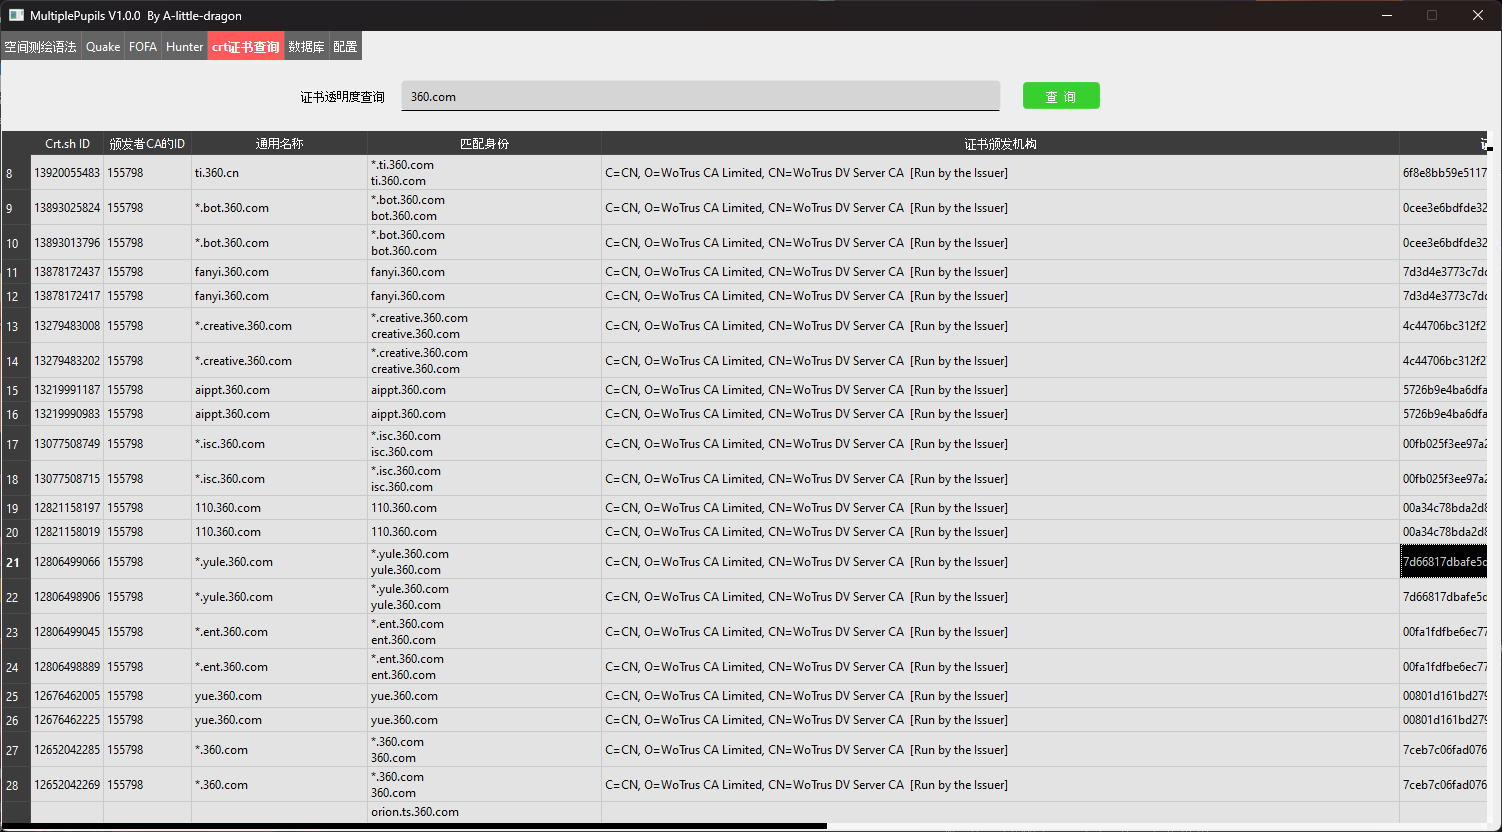 MultiplePupils V1.0.0 By A-little-dragon
空间测绘语法 Quake FOFA Hunter crt证书查询 数据库 配置
证书透明度查询 360.com 查 询
Crt.sh ID 颁发者CA的ID 通用名称 匹配身份 证书颁发机构
8 13920055483 155798 ti.360.cn *.ti.360.com C=CN, O=WoTrus CA Limited, CN=WoTrus DV Server CA [Run by the Issuer] 6f8e8bb59e5117
ti.360.com
9 13893025824 155798 *.bot.360.com *.bot.360.com C=CN, O=WoTrus CA Limited, CN=WoTrus DV Server CA [Run by the Issuer] 0cee3e6bdfde32
bot.360.com
10 13893013796 155798 *.bot.360.com *.bot.360.com C=CN, O=WoTrus CA Limited, CN=WoTrus DV Server CA [Run by the Issuer] 0cee3e6bdfde32
bot.360.com
11 13878172437 155798 fanyi.360.com fanyi.360.com C=CN, O=WoTrus CA Limited, CN=WoTrus DV Server CA [Run by the Issuer] 7d3d4e3773c7dc
12 13878172417 155798 fanyi.360.com fanyi.360.com C=CN, O=WoTrus CA Limited, CN=WoTrus DV Server CA [Run by the Issuer] 7d3d4e3773c7dc
13 13279483008 155798 *.creative.360.com *.creative.360.com C=CN, O=WoTrus CA Limited, CN=WoTrus DV Server CA [Run by the Issuer] 4c44706bc312f2
creative.360.com
14 13279483202 155798 *.creative.360.com *.creative.360.com C=CN, O=WoTrus CA Limited, CN=WoTrus DV Server CA [Run by the Issuer] 4c44706bc312f2
creative.360.com
15 13219991187 155798 aippt.360.com aippt.360.com C=CN, O=WoTrus CA Limited, CN=WoTrus DV Server CA [Run by the Issuer] 5726b9e4ba6dfa
16 13219990983 155798 aippt.360.com aippt.360.com C=CN, O=WoTrus CA Limited, CN=WoTrus DV Server CA [Run by the Issuer] 5726b9e4ba6dfa
17 13077508749 155798 *.isc.360.com *.isc.360.com C=CN, O=WoTrus CA Limited, CN=WoTrus DV Server CA [Run by the Issuer] 00fb025f3ee97a2
isc.360.com
18 13077508715 155798 *.isc.360.com *.isc.360.com C=CN, O=WoTrus CA Limited, CN=WoTrus DV Server CA [Run by the Issuer] 00fb025f3ee97a2
isc.360.com
19 12821158197 155798 110.360.com 110.360.com C=CN, O=WoTrus CA Limited, CN=WoTrus DV Server CA [Run by the Issuer] 00a34c78bda2d8
20 12821158019 155798 110.360.com 110.360.com C=CN, O=WoTrus CA Limited, CN=WoTrus DV Server CA [Run by the Issuer] 00a34c78bda2d8
21 12806499066 155798 *.yule.360.com *.yule.360.com C=CN, O=WoTrus CA Limited, CN=WoTrus DV Server CA [Run by the Issuer] 7d66817dbafe5c
yule.360.com
22 12806498906 155798 *.yule.360.com *.yule.360.com C=CN, O=WoTrus CA Limited, CN=WoTrus DV Server CA [Run by the Issuer] 7d66817dbafe5c
yule.360.com
23 12806499045 155798 *.ent.360.com *.ent.360.com C=CN, O=WoTrus CA Limited, CN=WoTrus DV Server CA [Run by the Issuer] 00fa1fdfbe6ec77
ent.360.com
24 12806498889 155798 *.ent.360.com *.ent.360.com C=CN, O=WoTrus CA Limited, CN=WoTrus DV Server CA [Run by the Issuer] 00fa1fdfbe6ec77
ent.360.com
25 12676462005 155798 yue.360.com yue.360.com C=CN, O=WoTrus CA Limited, CN=WoTrus DV Server CA [Run by the Issuer] 00801d161bd279
26 12676462225 155798 yue.360.com yue.360.com C=CN, O=WoTrus CA Limited, CN=WoTrus DV Server CA [Run by the Issuer] 00801d161bd279
27 12652042285 155798 *.360.com *.360.com C=CN, O=WoTrus CA Limited, CN=WoTrus DV Server CA [Run by the Issuer] 7ceb7c06fad076
360.com
28 12652042269 155798 *.360.com *.360.com C=CN, O=WoTrus CA Limited, CN=WoTrus DV Server CA [Run by the Issuer] 7ceb7c06fad076
360.com
orion.ts.360.com